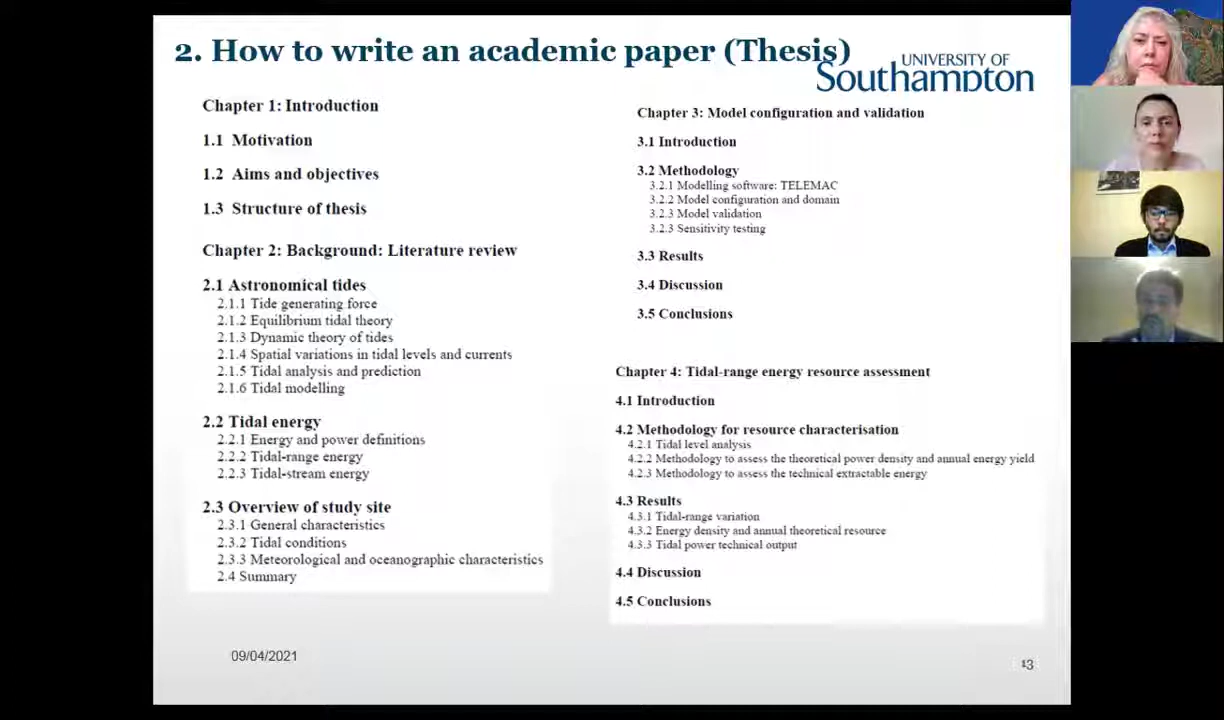 2. How to write an academic paper (Thesis)
UNIVERSITY OF
Southampton
Chapter 1: Introduction
1.1 Motivation
1.2 Aims and objectives
1.3 Structure of thesis
Chapter 2: Background: Literature review
2.1 Astronomical tides
2.1.1 Tide generating force
2.1.2 Equilibrium tidal theory
2.1.3 Dynamic theory of tides
2.1.4 Spatial variations in tidal levels and currents
2.1.5 Tidal analysis and prediction
2.1.6 Tidal modelling
2.2 Tidal energy
2.2.1 Energy and power definitions
2.2.2 Tidal-range energy
2.2.3 Tidal-stream energy
2.3 Overview of study site
2.3.1 General characteristics
2.3.2 Tidal conditions
2.3.3 Meteorological and oceanographic characteristics
2.4 Summary
Chapter 3: Model configuration and validation
3.1 Introduction
3.2 Methodology
3.2.1 Modelling software: TELEMAC
3.2.2 Model configuration and domain
3.2.3 Model validation
3.2.3 Sensitivity testing
3.3 Results
3.4 Discussion
3.5 Conclusions
Chapter 4: Tidal-range energy resource assessment
4.1 Introduction
4.2 Methodology for resource characterisation
4.2.1 Tidal level analysis
4.2.2 Methodology to assess the theoretical power density and annual energy yield
4.2.3 Methodology to assess the technical extractable energy
4.3 Results
4.3.1 Tidal-range variation
4.3.2 Energy density and annual theoretical resource
4.3.3 Tidal power technical output
4.4 Discussion
4.5 Conclusions
09/04/2021
13